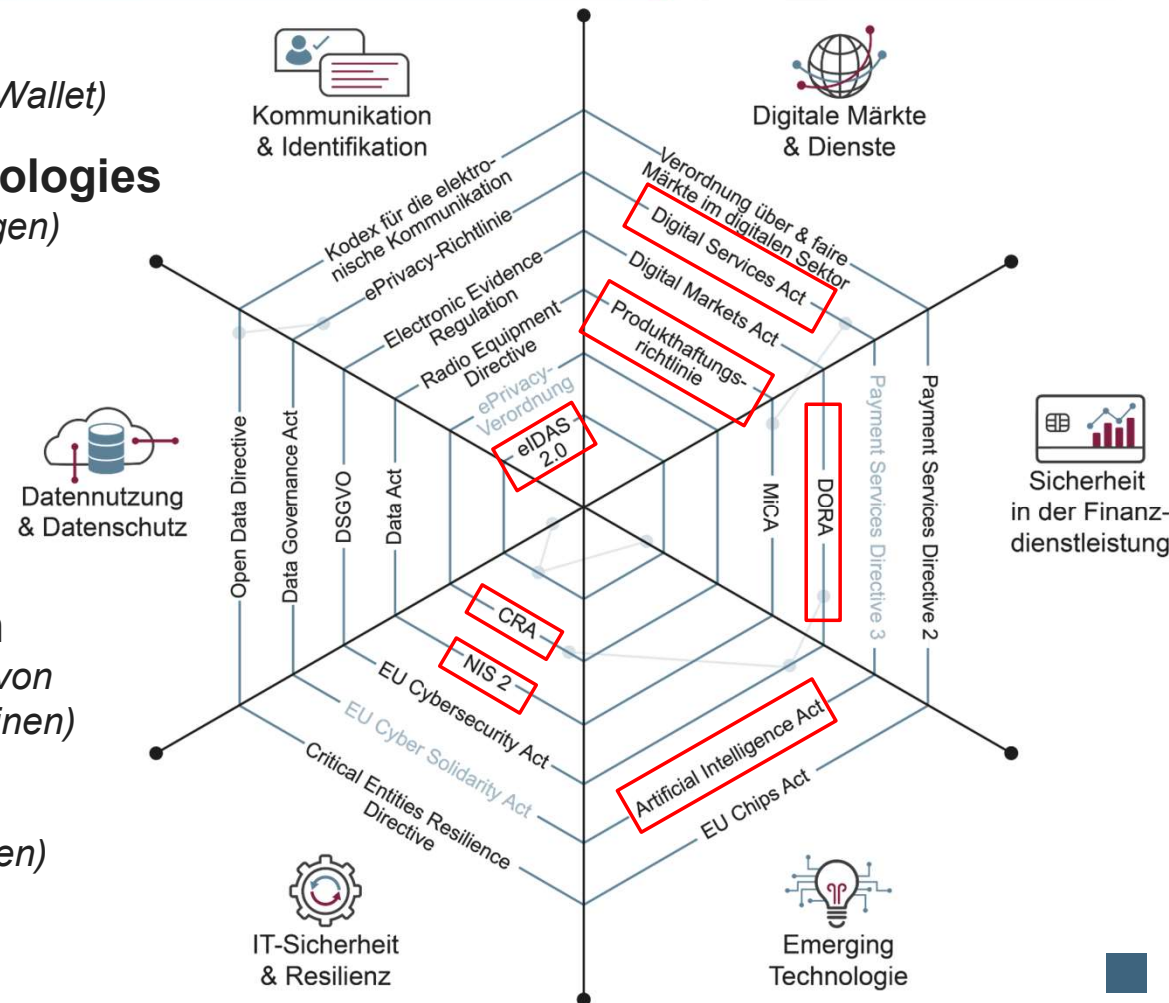 Wallet)
ologies
gen)
von
inen)
en)
Kommunikation
& Identifikation
Kodex für die elektro-
nische Kommunikation
ePrivacy-Richtlinie
Electronic Evidence
Regulation
Radio Equipment
Directive
ePrivacy-
Verordnung
eIDAS
2.0
Digitale Märkte
& Dienste
Verordnung über & faire
Märkte im digitalen Sektor
Digital Services Act
Digital Markets Act
Produkthaftungs-
richtlinie
Sicherheit
in der Finanz-
dienstleistung
MiCA
DORA
Payment Services Directive 3
Payment Services Directive 2
Datennutzung
& Datenschutz
Open Data Directive
Data Governance Act
DSGVO
Data Act
IT-Sicherheit
& Resilienz
CRA
NIS 2
EU Cybersecurity Act
EU Cyber Solidarity Act
Critical Entities Resilience
Directive
Emerging
Technologie
Artificial Intelligence Act
EU Chips Act